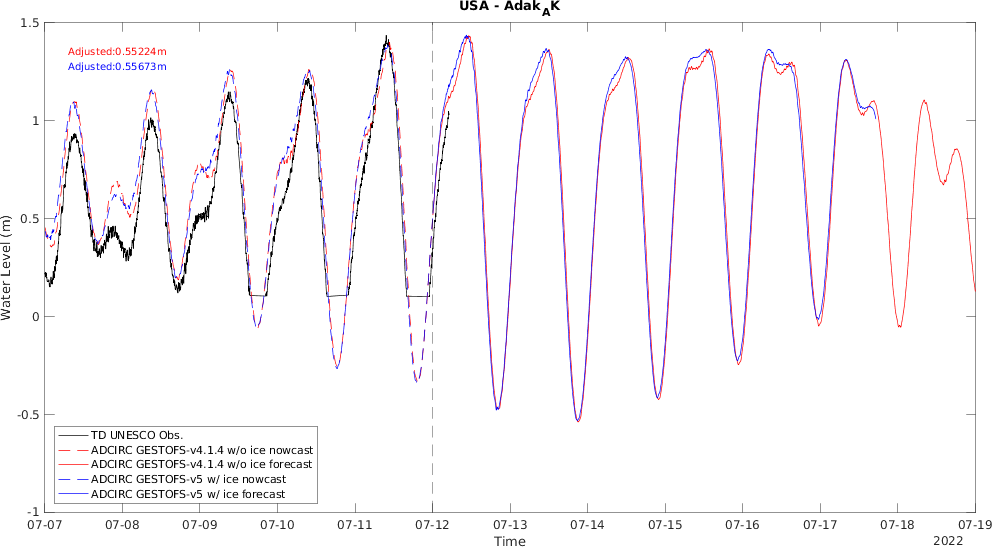 USA - Adak AK
1.5
1
0.5
0
-0.5
-1
Water Level (m)
Adjusted:0.55224m
Adjusted:0.55673m
TD UNESCO Obs.
ADCIRC GESTOFS-v4.1.4 w/o ice nowcast
ADCIRC GESTOFS-v4.1.4 w/o ice forecast
ADCIRC GESTOFS-v5 w/ ice nowcast
ADCIRC GESTOFS-v5 w/ ice forecast
07-07 07-08 07-09 07-10 07-11 07-12 07-13 07-14 07-15 07-16 07-17 07-18 07-19
Time
2022